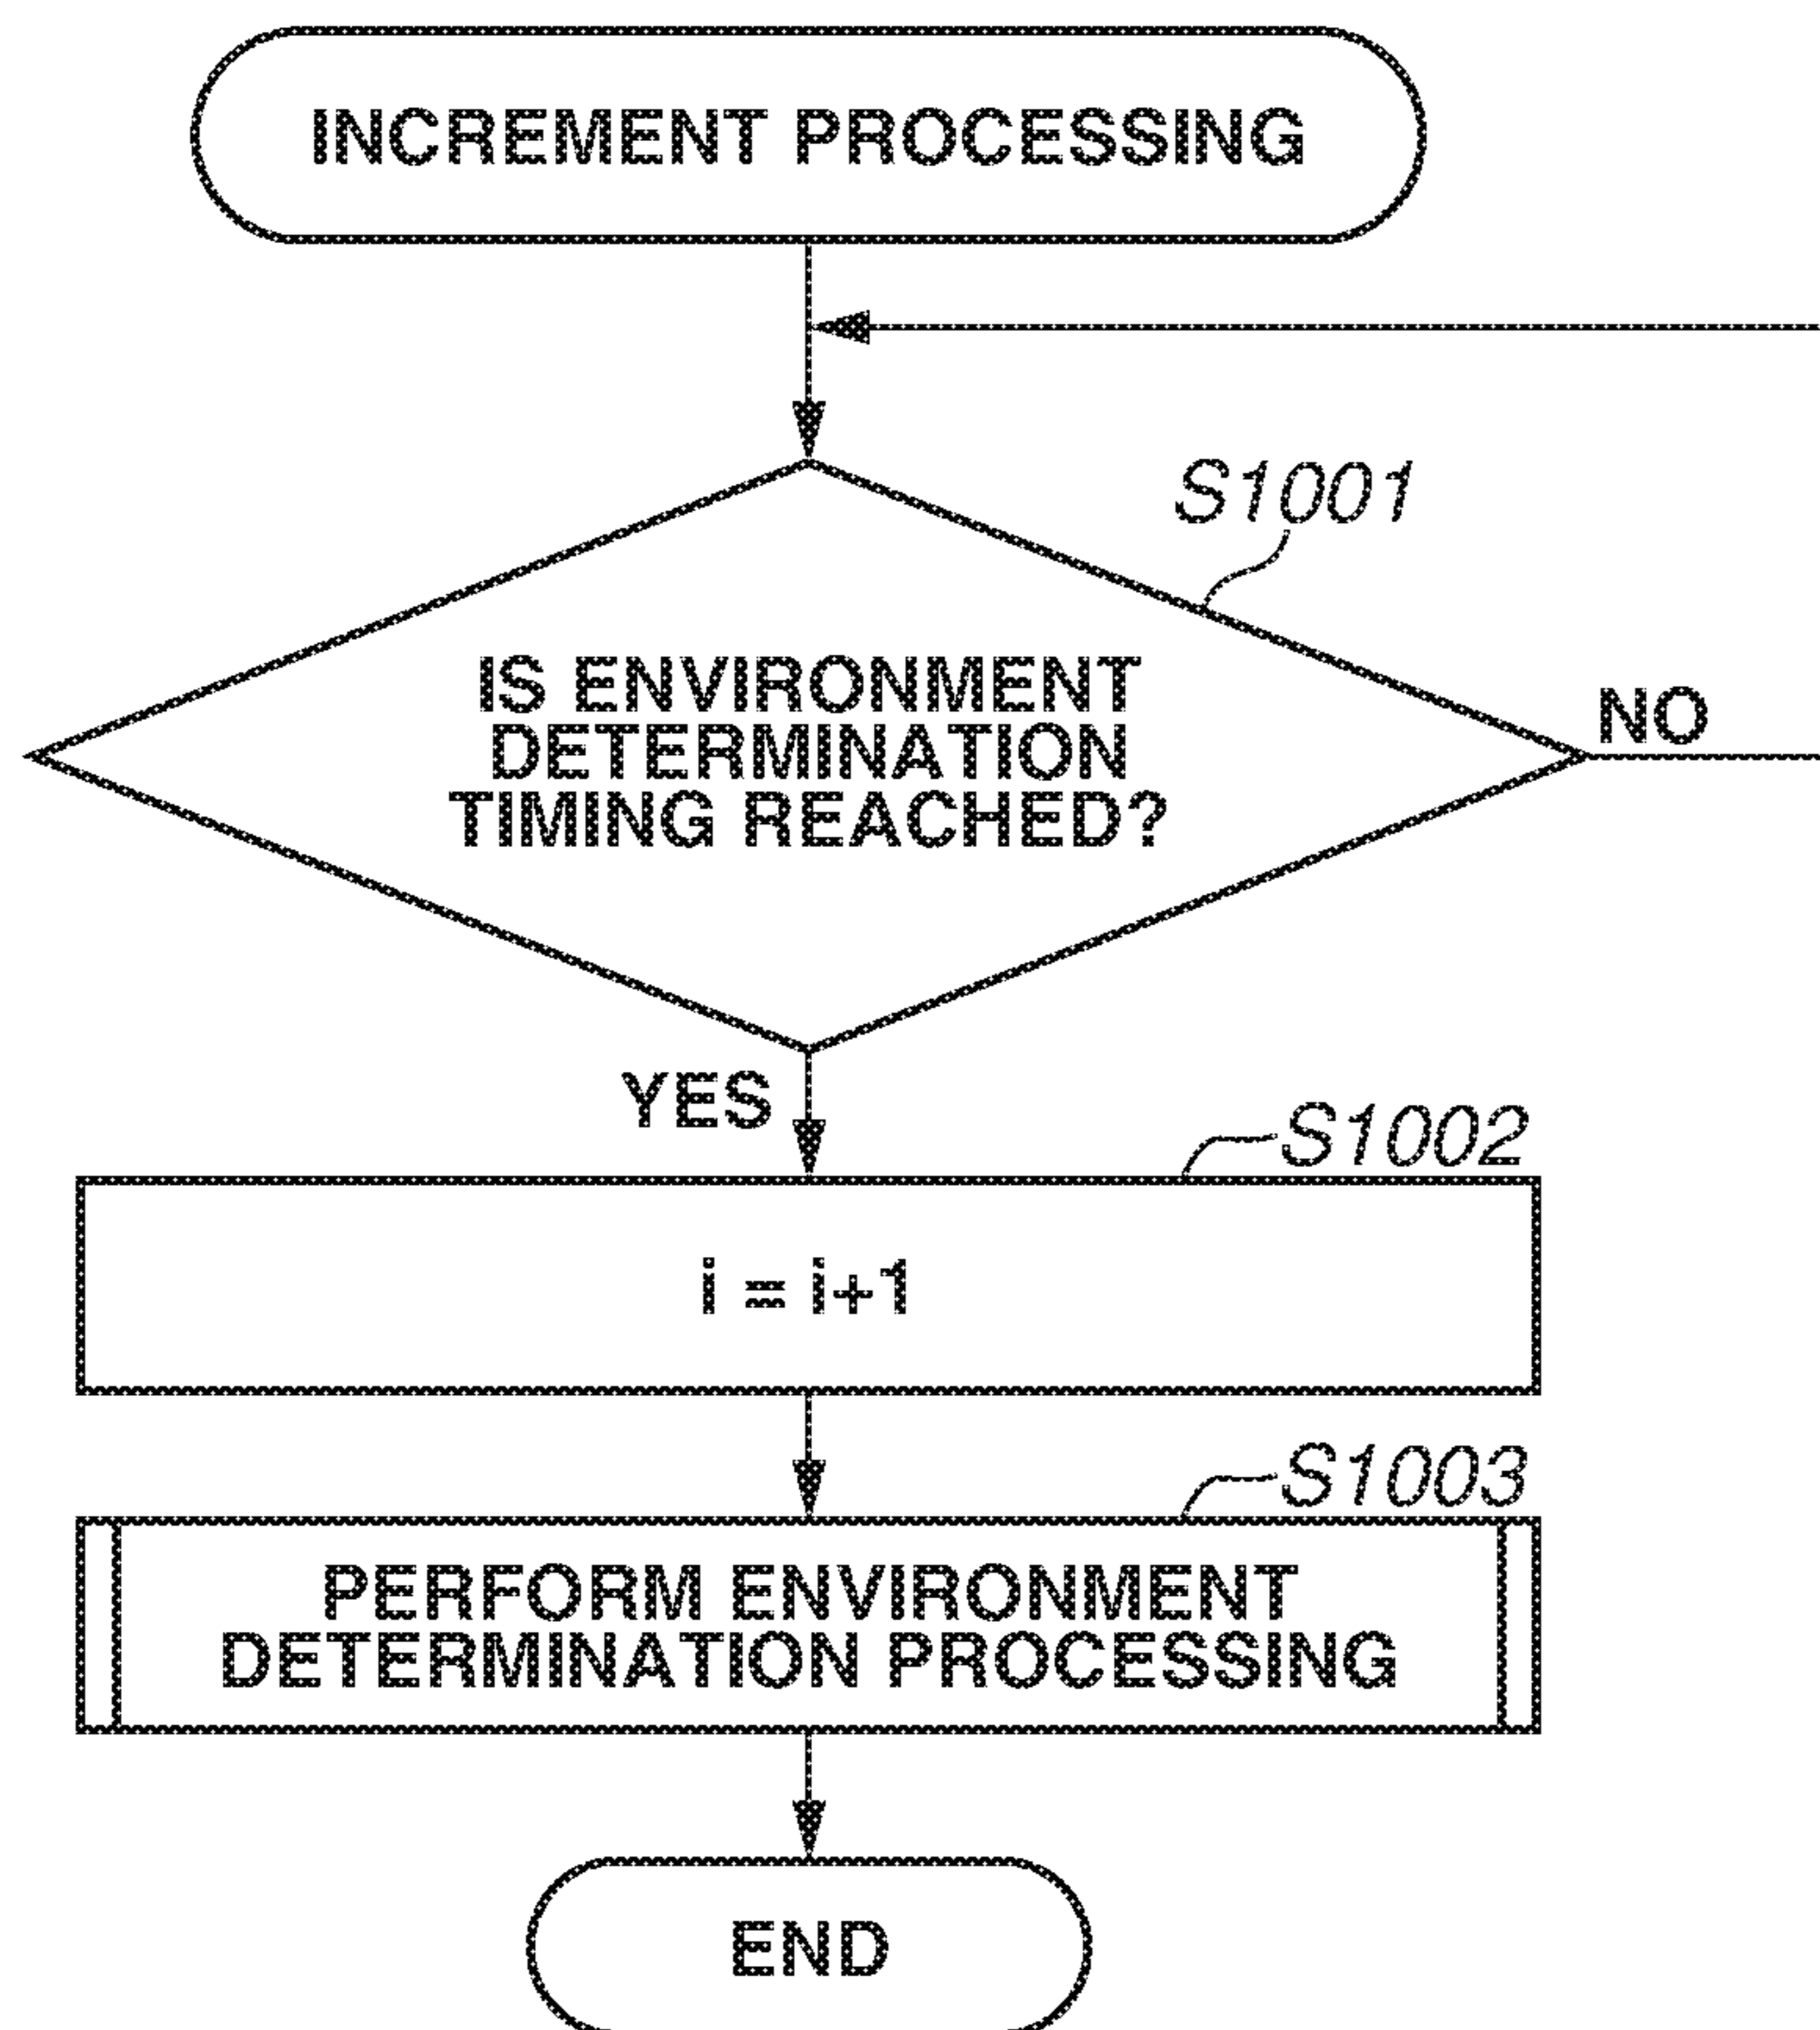 INCREMENT PROCESSING
S1001
IS ENVIRONMENT
DETERMINATION
TIMING REACHED?
NO
YES
S1002
i = i+1
S1003
PERFORM ENVIRONMENT
DETERMINATION PROCESSING
END